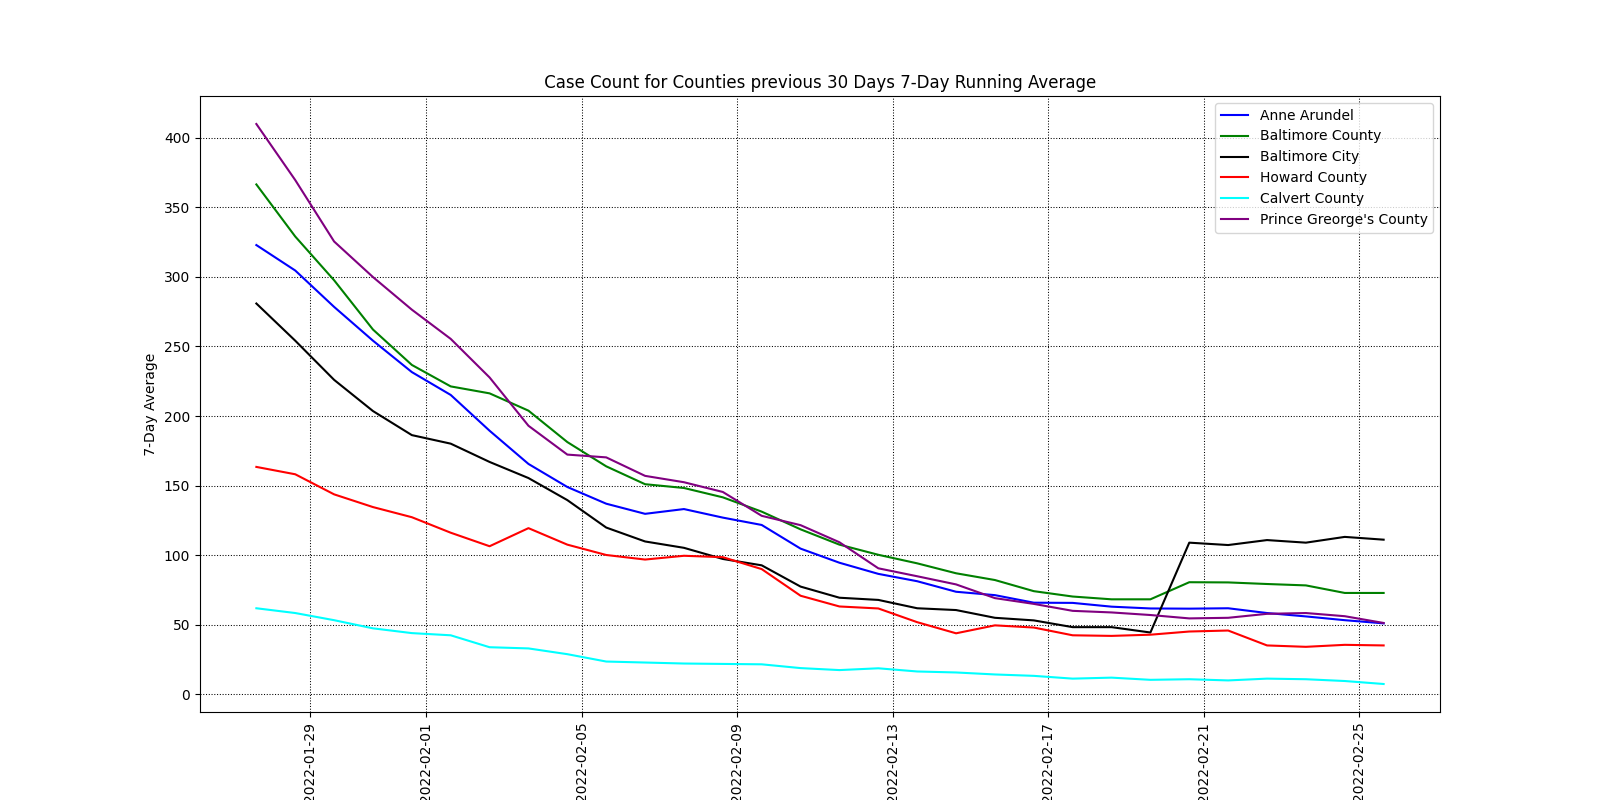 Case Count for Counties previous 30 Days 7-Day Running Average
Anne Arundel
Baltimore County
Baltimore City
Howard County
Calvert County
Prince Greorge's County
7-Day Average
400
350
300
250
200
150
100
50
0
2022-01-29
2022-02-01
2022-02-05
2022-02-09
2022-02-13
2022-02-17
2022-02-21
2022-02-25